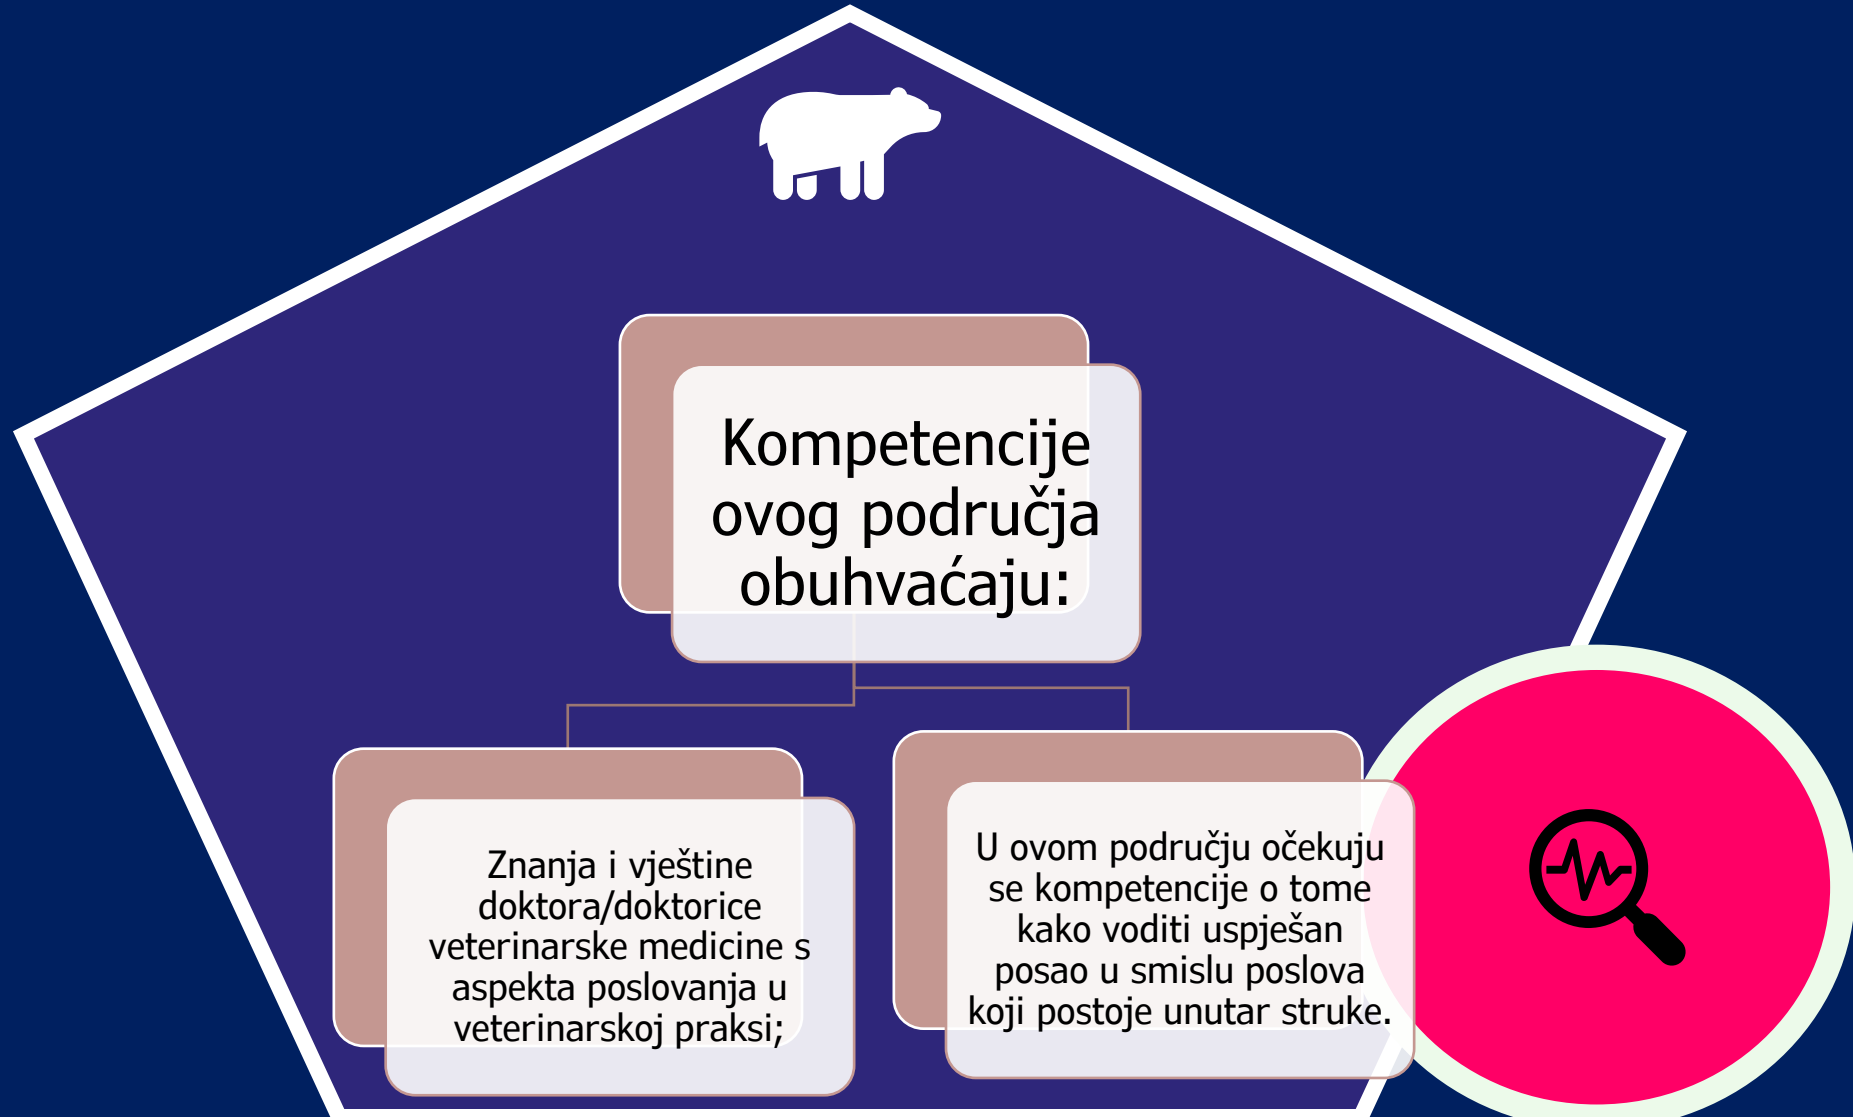 Kompetencije
ovog područja
obuhvaćaju:
Znanja i vještine
doktora/doktorice
veterinarske medicine s
aspekta poslovanja u
veterinarskoj praksi;
U ovom području očekuju
se kompetencije o tome
kako voditi uspješan
posao u smislu poslova
koji postoje unutar struke.